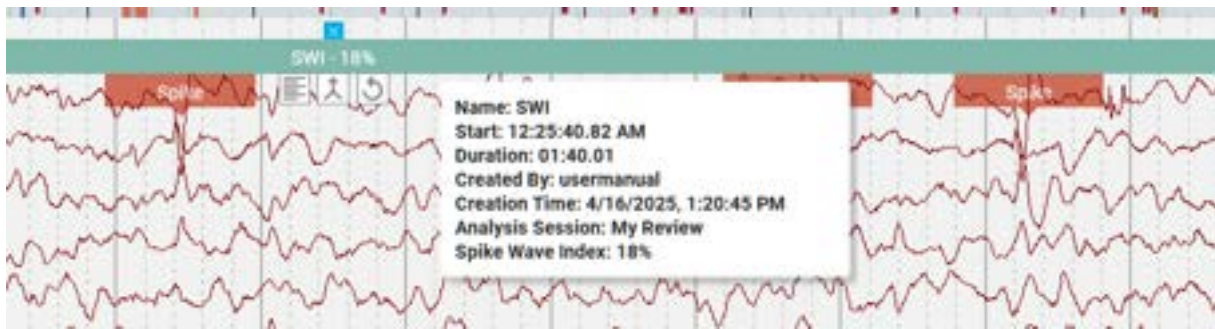 SWI - 18%
Spike
Spike
Name: SWI
Start: 12:25:40.82 AM
Duration: 01:40.01
Created By: usermanual
Creation Time: 4/16/2025, 1:20:45 PM
Analysis Session: My Review
Spike Wave Index: 18%